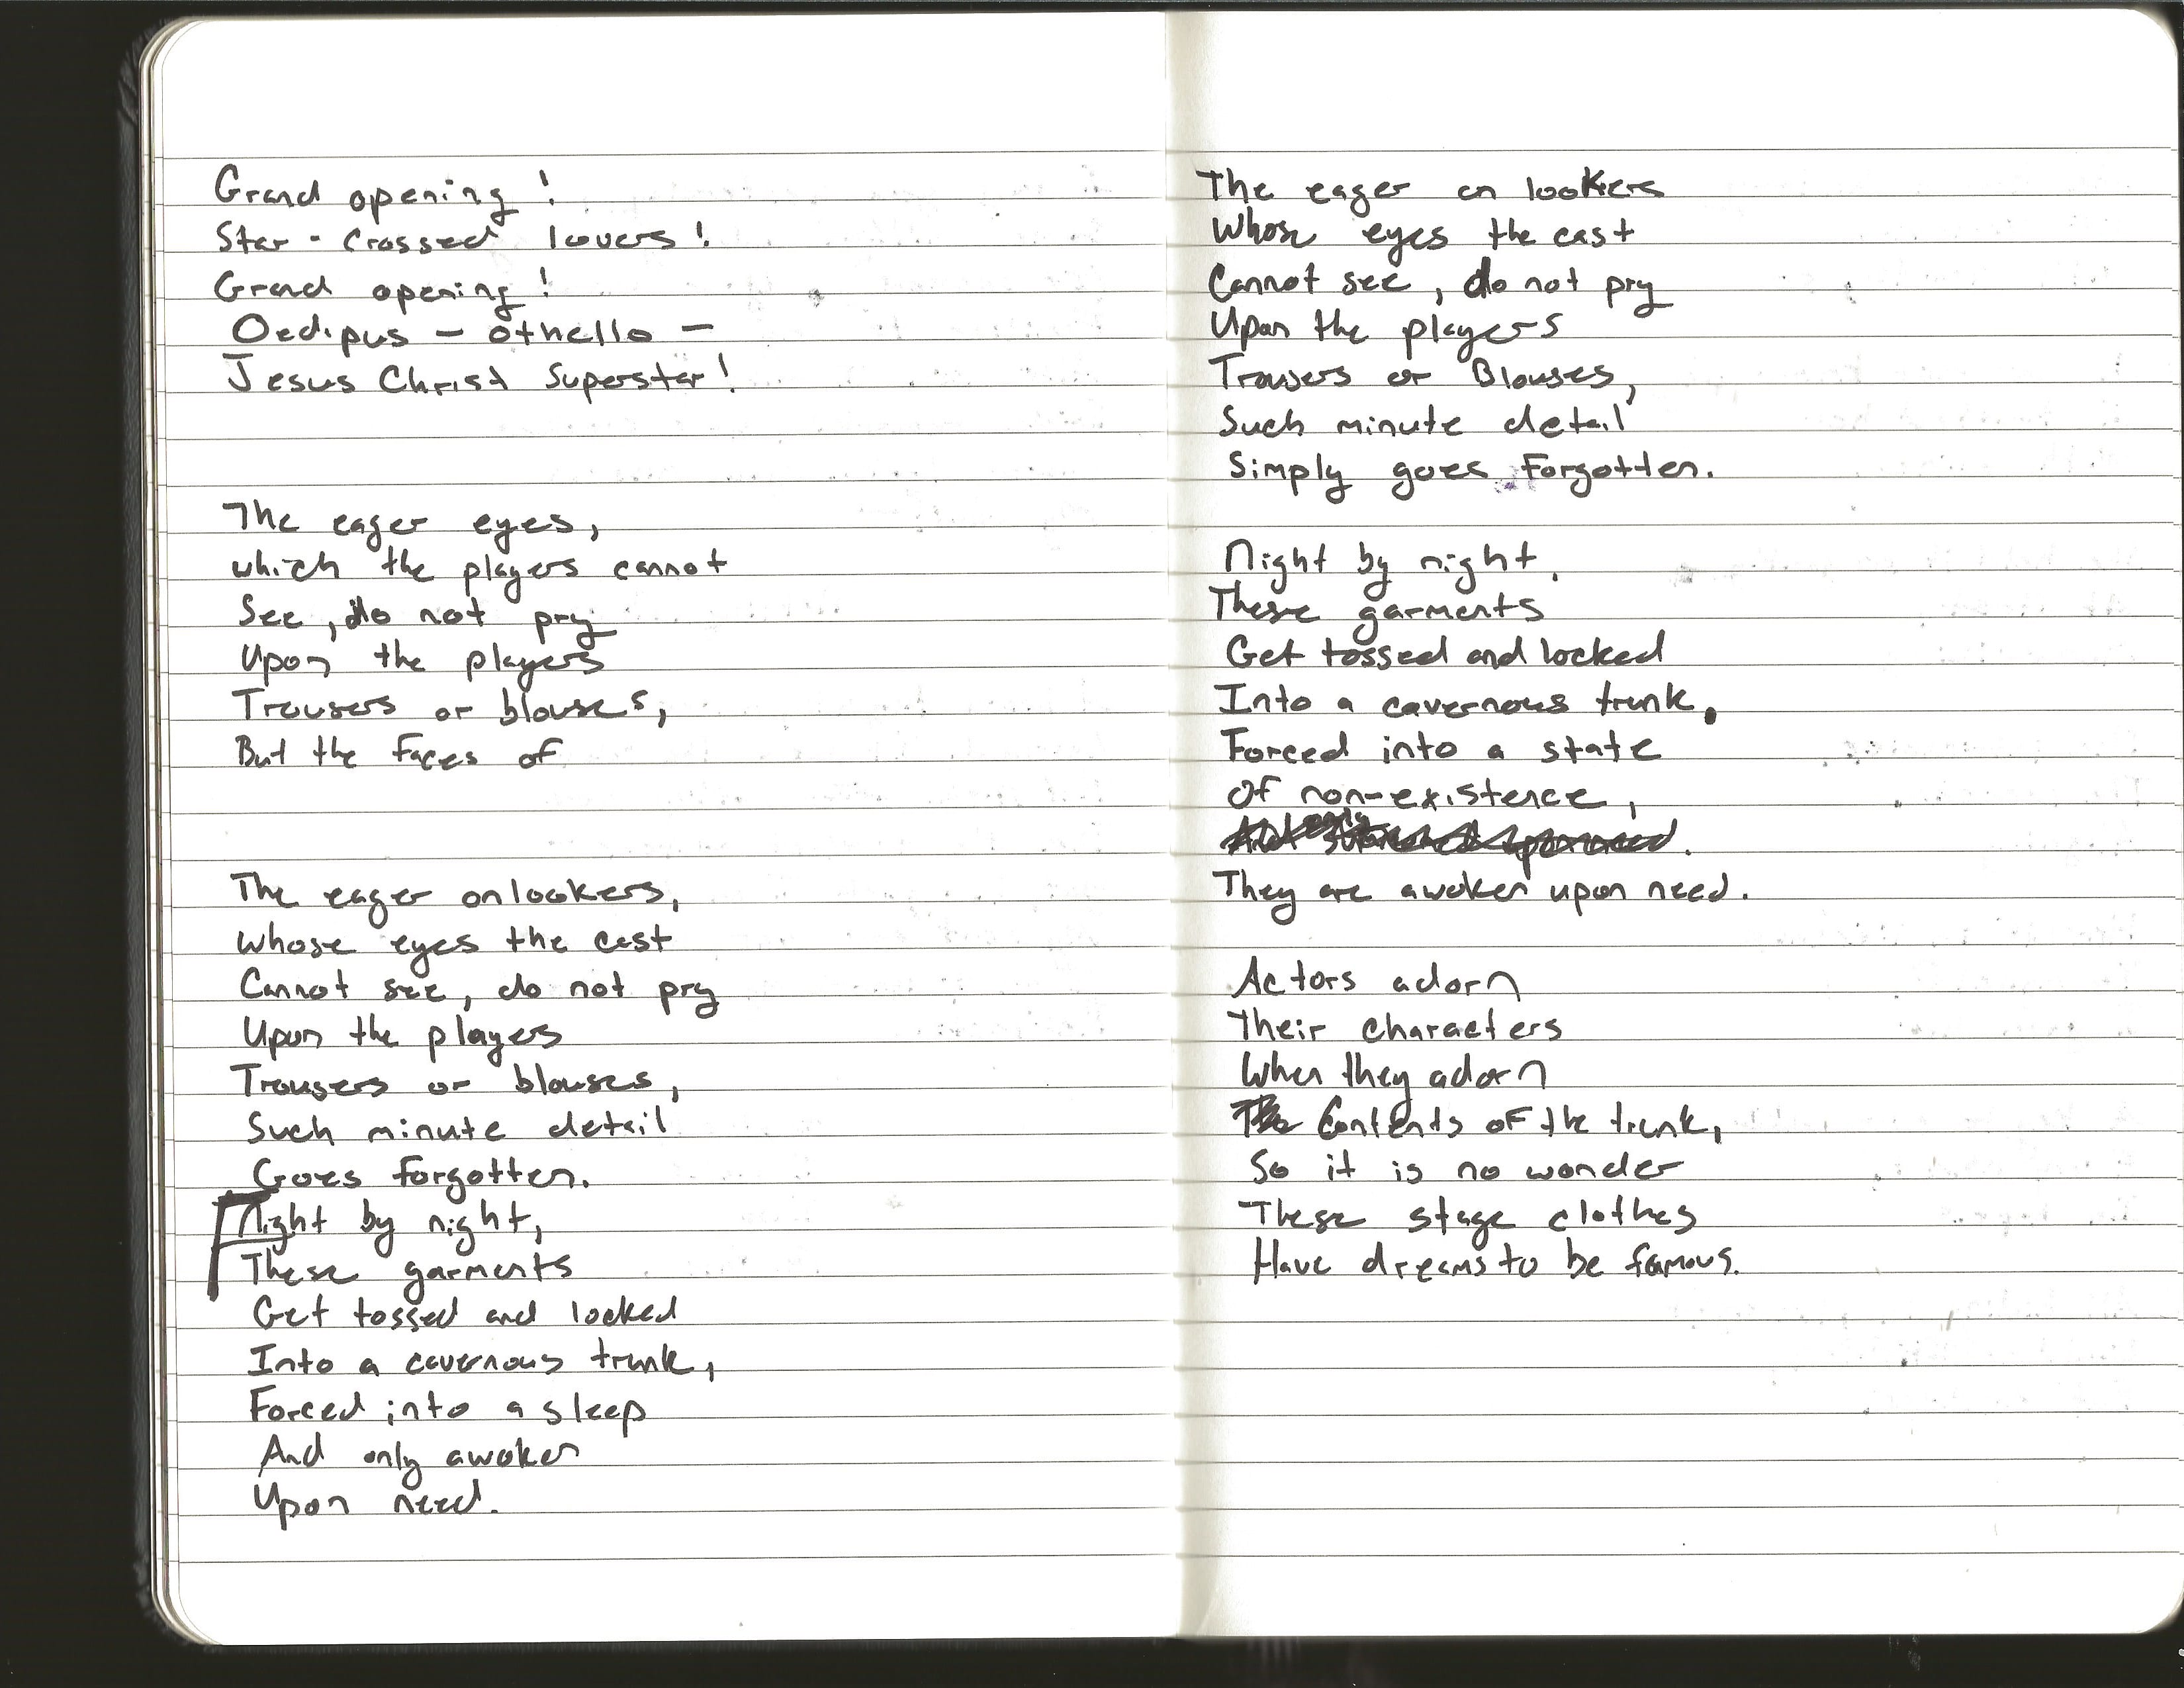 Grand opening!
Star-crossed lovers!
Grand opening!
Oedipus - Othello -
Jesus Christ Superstar!
The eager eyes,
which the players cannot
See, do not pry
Upon the players
Trousers or blouses,
But the faces of
The eager onlookers,
Whose eyes the cast
Cannot see, do not pry
Upon the players
Trousers or blouses,
Such minute detail
Goes forgotten.
Night by night,
These garments
Get tossed and locked
Into a cavernous trunk,
Forced into a sleep
And only awoken
Upon need.
The eager on lookers
Whose eyes the cast
Cannot see, do not pry
Upon the players
Trousers or Blouses,
Such minute detail
Simply goes Forgotten.
Night by night,
These garments
Get tossed and locked
Into a cavernous trunk,
Forced into a state
Of non-existence,
They are awoken upon need.
Actors adorn
Their characters
When they adorn
Contents of the trunk,
So it is no wonder
These stage clothes
Have dreams to be famous.